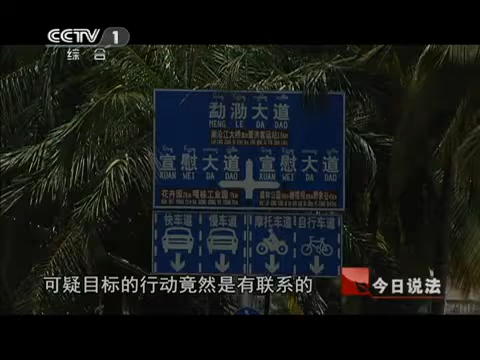 CCTV 1
综合
勐泐大道
MENG LE DA DAO
宣慰大道 宣慰大道
XUAN WEI DA DAO XUAN WEI DA DAO
快车道 慢车道 摩托车道 自行车道
可疑目标的行动竟然是有联系的
今日说法